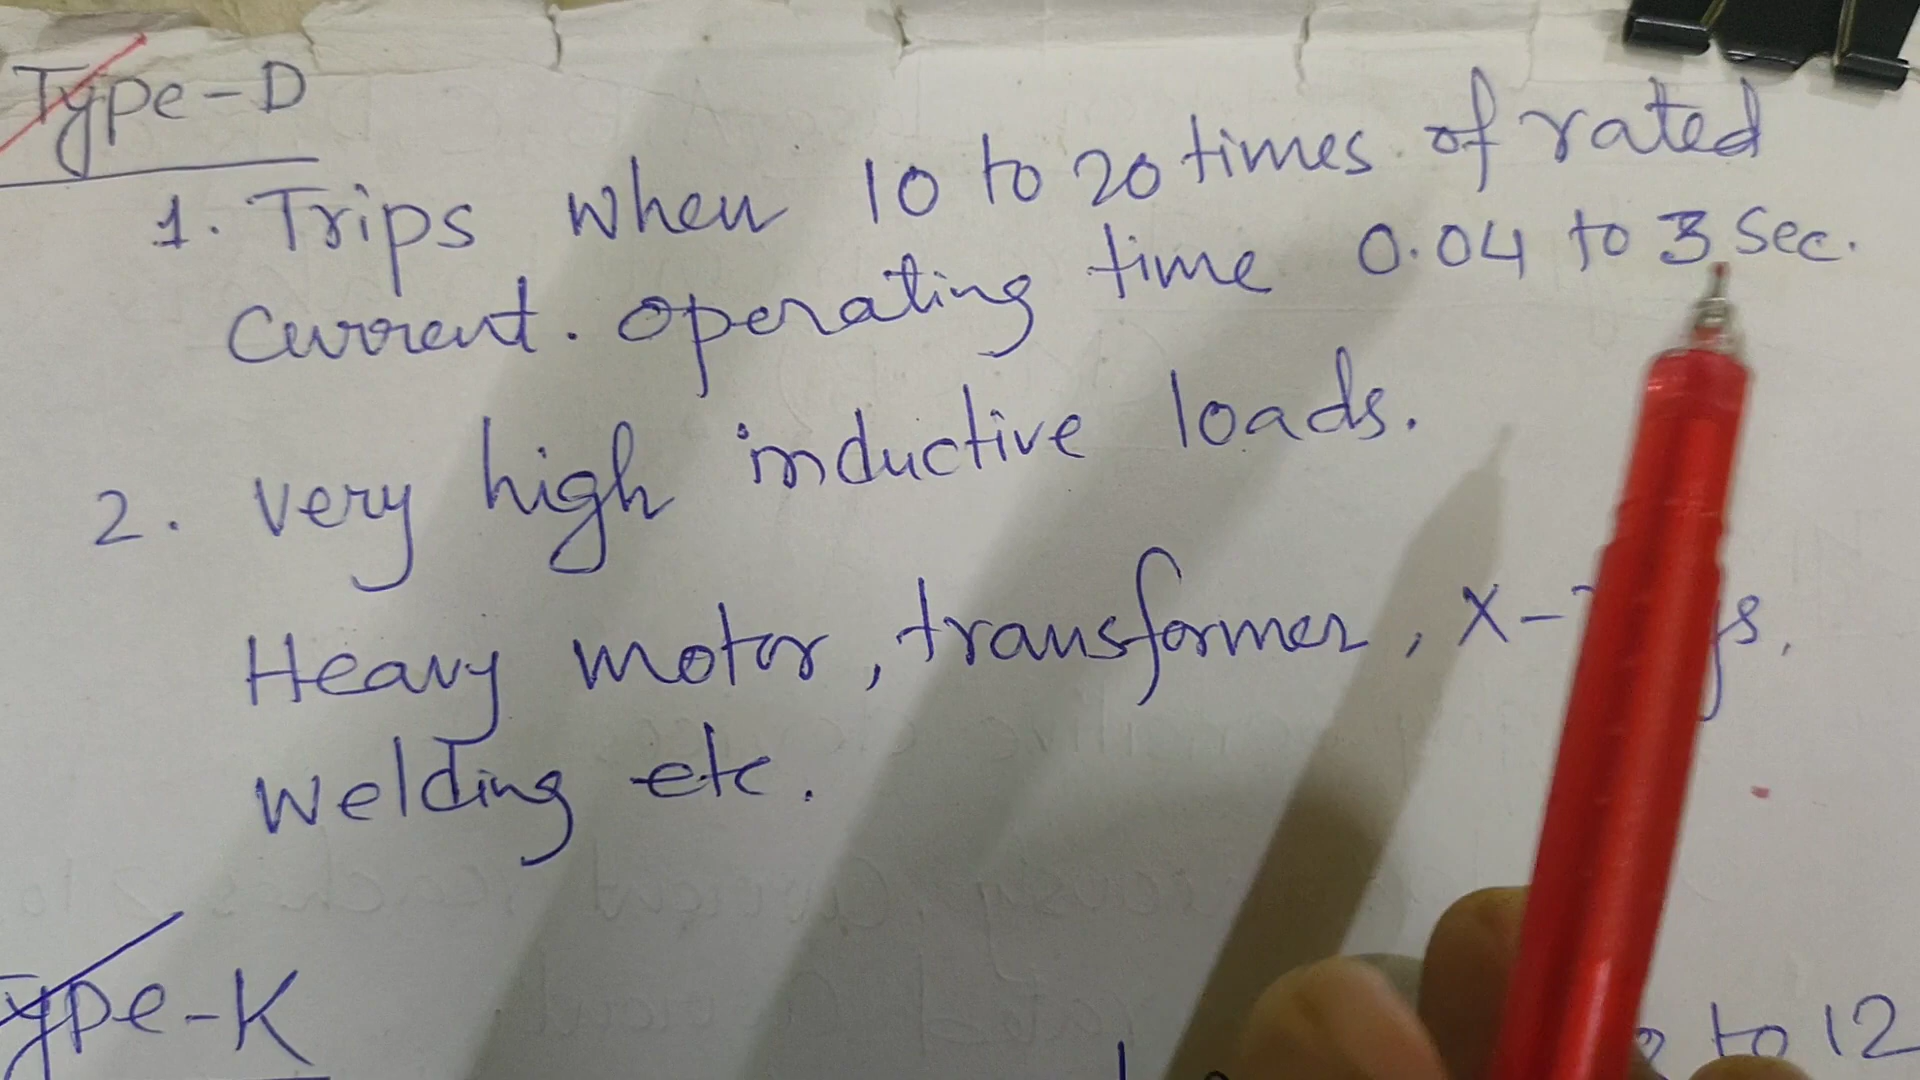 Type-D
1. Trips when 10 to 20 times of rated
current. operating time 0.04 to 3 Sec.
2. very high inductive loads.
Heavy motor, transformer, X-
welding etc.
ype-K
to 12